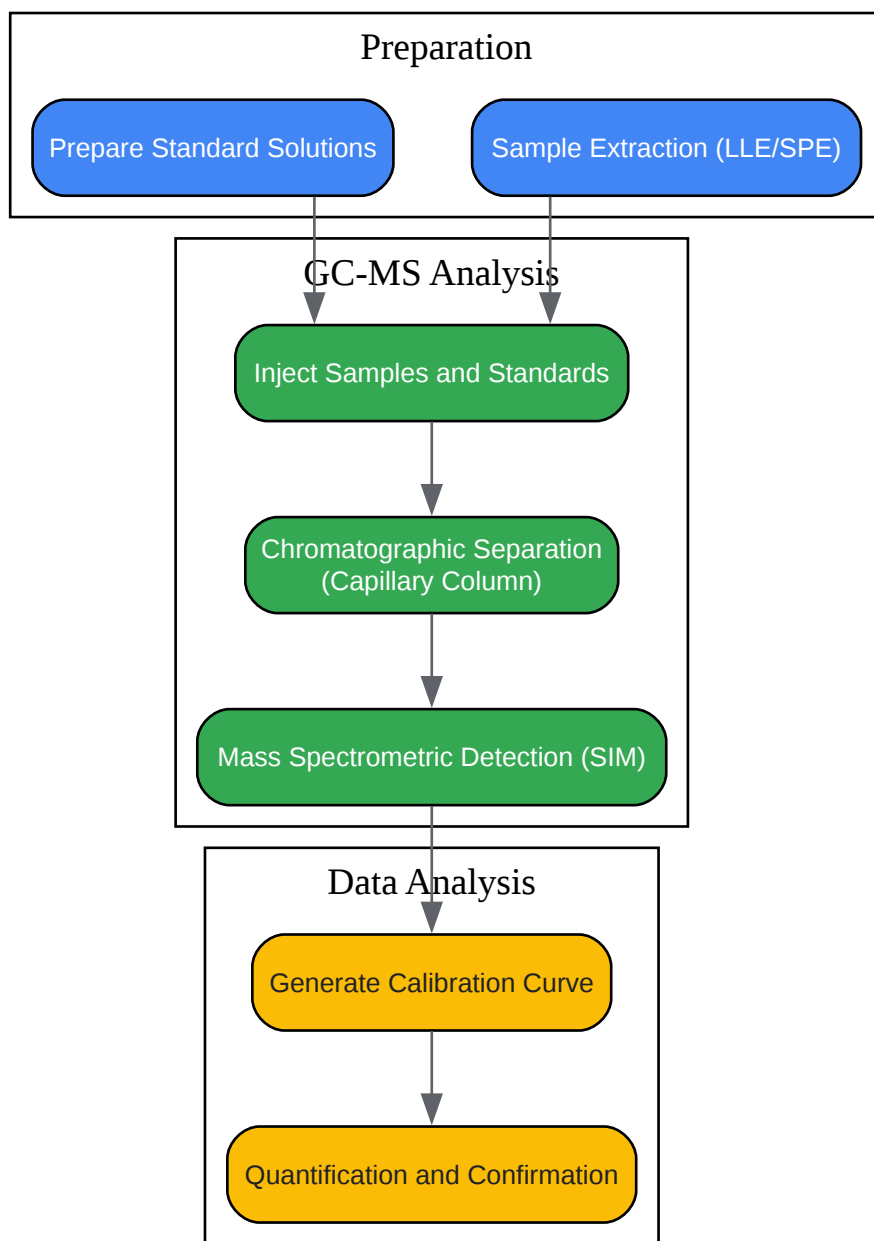 Preparation
Prepare Standard Solutions
Sample Extraction (LLE/SPE)
GC-MS Analysis
Inject Samples and Standards
Chromatographic Separation
(Capillary Column)
Mass Spectrometric Detection (SIM)
Data Analysis
Generate Calibration Curve
Quantification and Confirmation